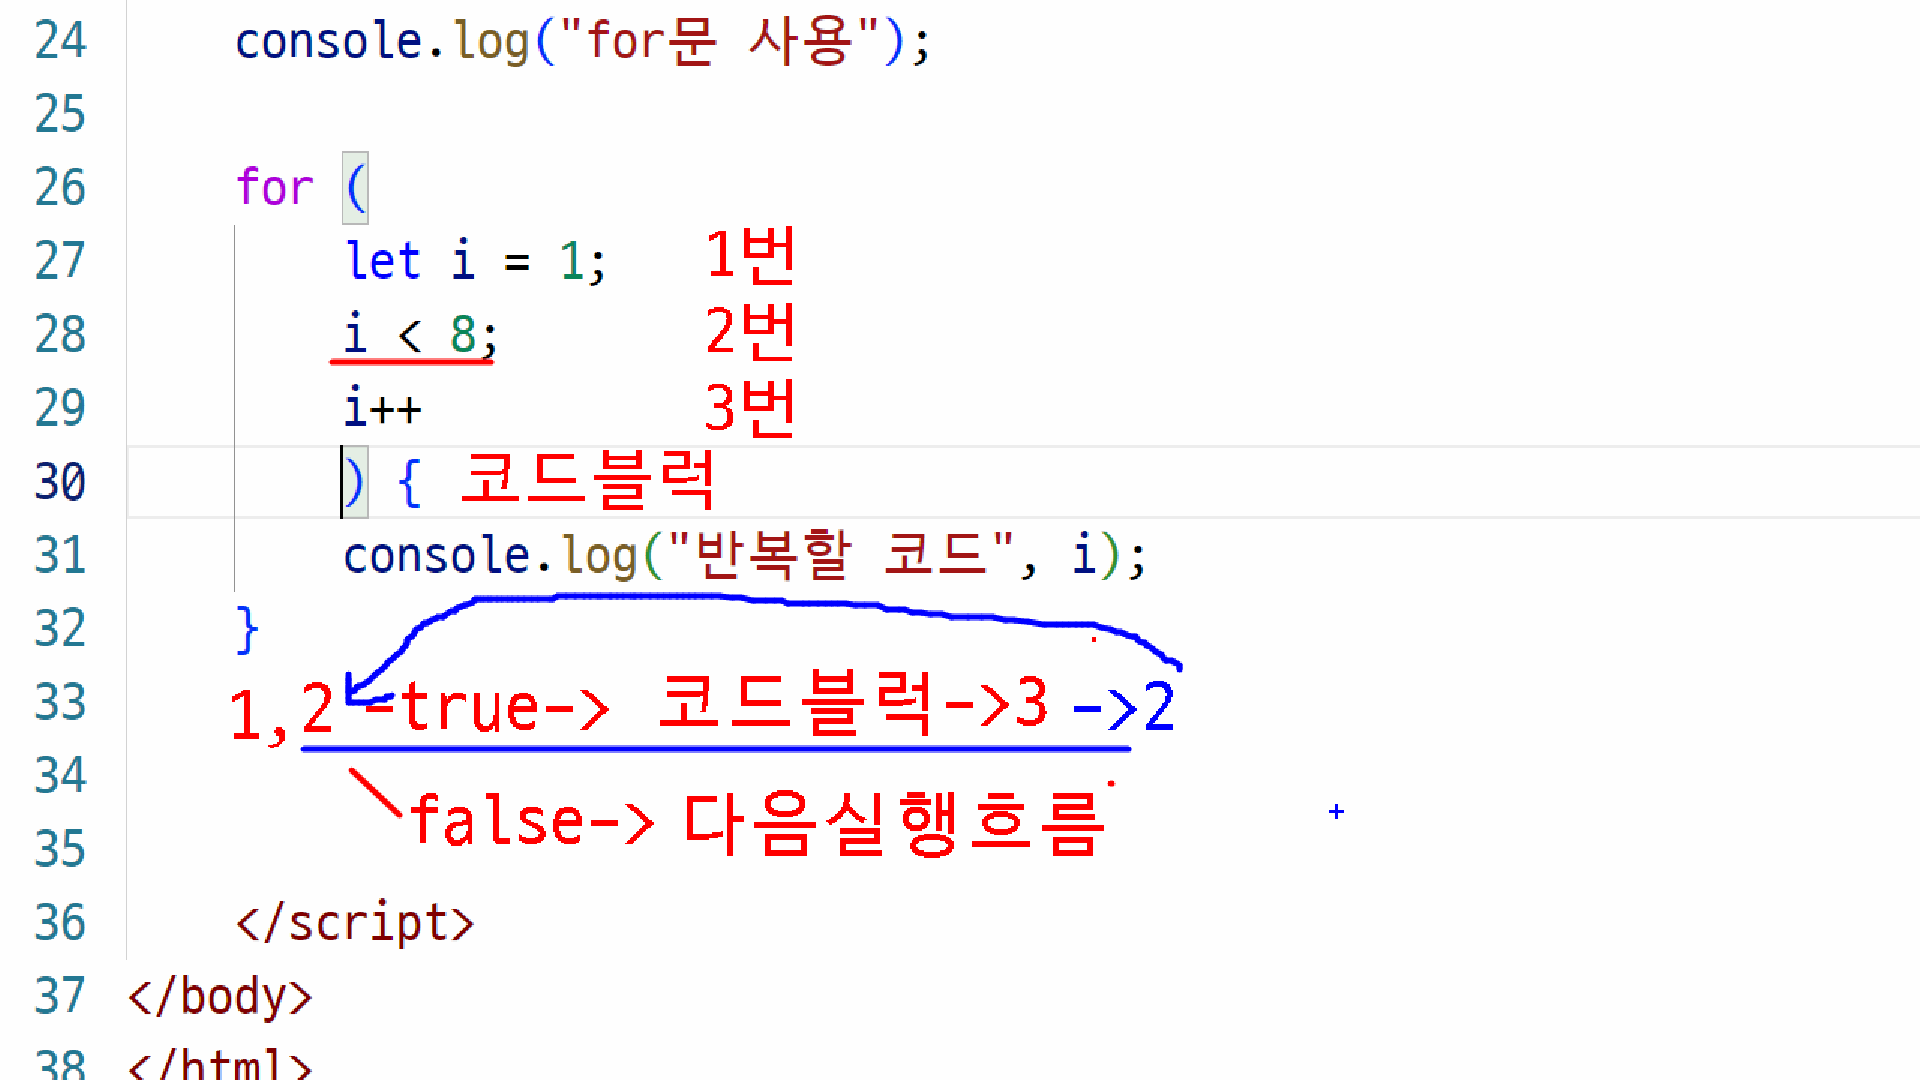 24 console.log("for문 사용");
25
26 for (
27 let i = 1; 1번
28 i < 8; 2번
29 i++ 3번
30 ) { 코드블럭
31 console.log("반복할 코드", i);
32 }
33 1,2 -true-> 코드블럭->3 ->2
34
35 false-> 다음실행흐름
36 </script>
37 </body>
38 </html>